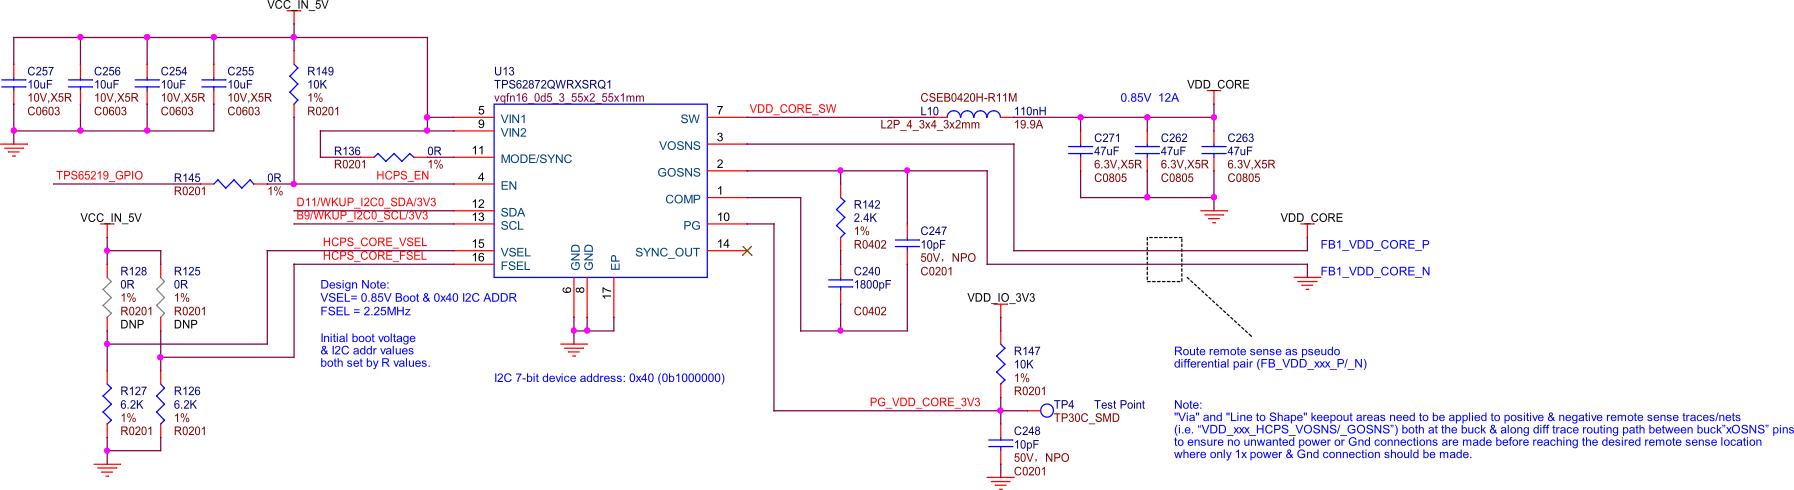 VCC_IN_5V
C257
10uF
10V,X5R
C0603
C256
10uF
10V,X5R
C0603
C254
10uF
10V,X5R
C0603
C255
10uF
10V,X5R
C0603
R149
10K
1%
R0201
U13
TPS62872QWRXSRQ1
vqfn16_0d5_3_55x2_55x1mm
5
VIN1
9
VIN2
11
MODE/SYNC
4
EN
12
SDA
13
SCL
15
VSEL
16
FSEL
6
GND
8
GND
17
EP
7
SW
3
VOSNS
2
GOSNS
1
COMP
10
PG
14
SYNC_OUT
R136
R0201
0R
1%
TPS65219_GPIO
R145
R0201
0R
1%
HCPS_EN
D11/WKUP_I2C0_SDA/3V3
B9/WKUP_I2C0_SCL/3V3
HCPS_CORE_VSEL
HCPS_CORE_FSEL
VCC_IN_5V
R128
0R
1%
R0201
DNP
R125
0R
1%
R0201
DNP
R127
6.2K
1%
R0201
R126
6.2K
1%
R0201
Design Note:
VSEL= 0.85V Boot & 0x40 I2C ADDR
FSEL = 2.25MHz
Initial boot voltage
& I2C addr values
both set by R values.
I2C 7-bit device address: 0x40 (0b1000000)
VDD_CORE_SW
CSEB0420H-R11M
L10
110nH
L2P_4_3x4_3x2mm
19.9A
0.85V 12A
VDD_CORE
C271
47uF
6.3V,X5R
C0805
C262
47uF
6.3V,X5R
C0805
C263
47uF
6.3V,X5R
C0805
R142
2.4K
1%
R0402
C240
1800pF
C0402
C247
10pF
50V, NPO
C0201
VDD_CORE
FB1_VDD_CORE_P
FB1_VDD_CORE_N
VDD_IO_3V3
R147
10K
1%
R0201
PG_VDD_CORE_3V3
TP4
Test Point
TP30C_SMD
C248
10pF
50V, NPO
C0201
Route remote sense as pseudo
differential pair (FB_VDD_xxx_P/_N)
Note:
"Via" and "Line to Shape" keepout areas need to be applied to positive & negative remote sense traces/nets
(i.e. “VDD_xxx_HCPS_VOSNS/_GOSNS”) both at the buck & along diff trace routing path between buck”xOSNS” pins
to ensure no unwanted power or Gnd connections are made before reaching the desired remote sense location
where only 1x power & Gnd connection should be made.